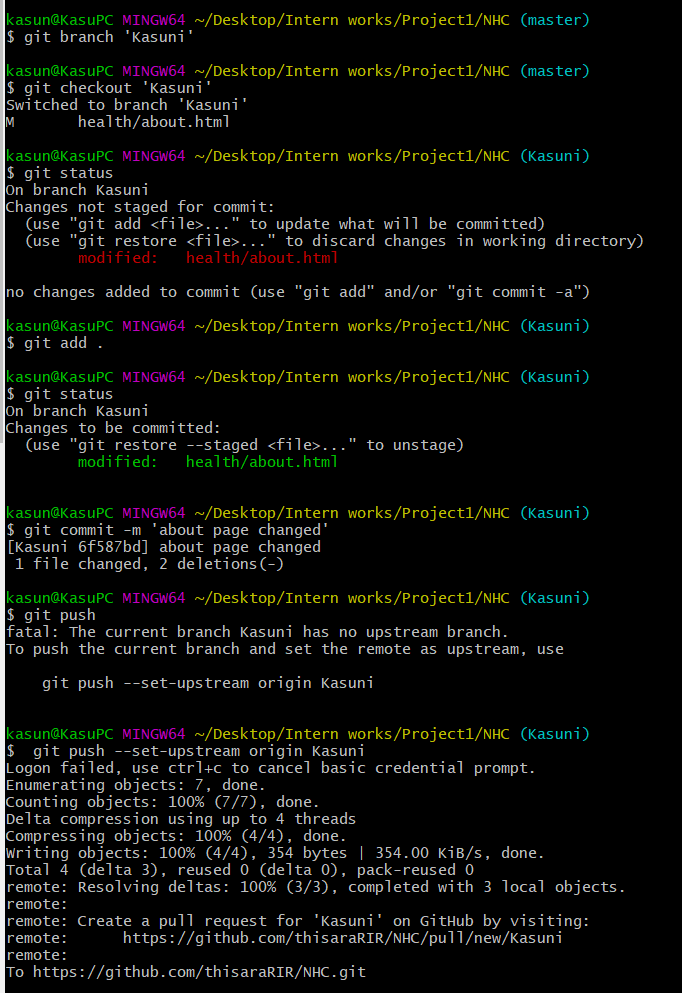 kasun@KasuPC MINGW64 ~/Desktop/Intern works/Project1/NHC (master)
$ git branch 'Kasuni'
kasun@KasuPC MINGW64 ~/Desktop/Intern works/Project1/NHC (master)
$ git checkout 'Kasuni'
Switched to branch 'Kasuni'
M       health/about.html
kasun@KasuPC MINGW64 ~/Desktop/Intern works/Project1/NHC (Kasuni)
$ git status
On branch Kasuni
Changes not staged for commit:
  (use "git add <file>..." to update what will be committed)
  (use "git restore <file>..." to discard changes in working directory)
        modified:   health/about.html
no changes added to commit (use "git add" and/or "git commit -a")
kasun@KasuPC MINGW64 ~/Desktop/Intern works/Project1/NHC (Kasuni)
$ git add .
kasun@KasuPC MINGW64 ~/Desktop/Intern works/Project1/NHC (Kasuni)
$ git status
On branch Kasuni
Changes to be committed:
  (use "git restore --staged <file>..." to unstage)
        modified:   health/about.html
kasun@KasuPC MINGW64 ~/Desktop/Intern works/Project1/NHC (Kasuni)
$ git commit -m 'about page changed'
[Kasuni 6f587bd] about page changed
 1 file changed, 2 deletions(-)
kasun@KasuPC MINGW64 ~/Desktop/Intern works/Project1/NHC (Kasuni)
$ git push
fatal: The current branch Kasuni has no upstream branch.
To push the current branch and set the remote as upstream, use
    git push --set-upstream origin Kasuni
kasun@KasuPC MINGW64 ~/Desktop/Intern works/Project1/NHC (Kasuni)
$  git push --set-upstream origin Kasuni
Logon failed, use ctrl+c to cancel basic credential prompt.
Enumerating objects: 7, done.
Counting objects: 100% (7/7), done.
Delta compression using up to 4 threads
Compressing objects: 100% (4/4), done.
Writing objects: 100% (4/4), 354 bytes | 354.00 KiB/s, done.
Total 4 (delta 3), reused 0 (delta 0), pack-reused 0
remote: Resolving deltas: 100% (3/3), completed with 3 local objects.
remote:
remote: Create a pull request for 'Kasuni' on GitHub by visiting:
remote:      https://github.com/thisaraRIR/NHC/pull/new/Kasuni
remote:
To https://github.com/thisaraRIR/NHC.git